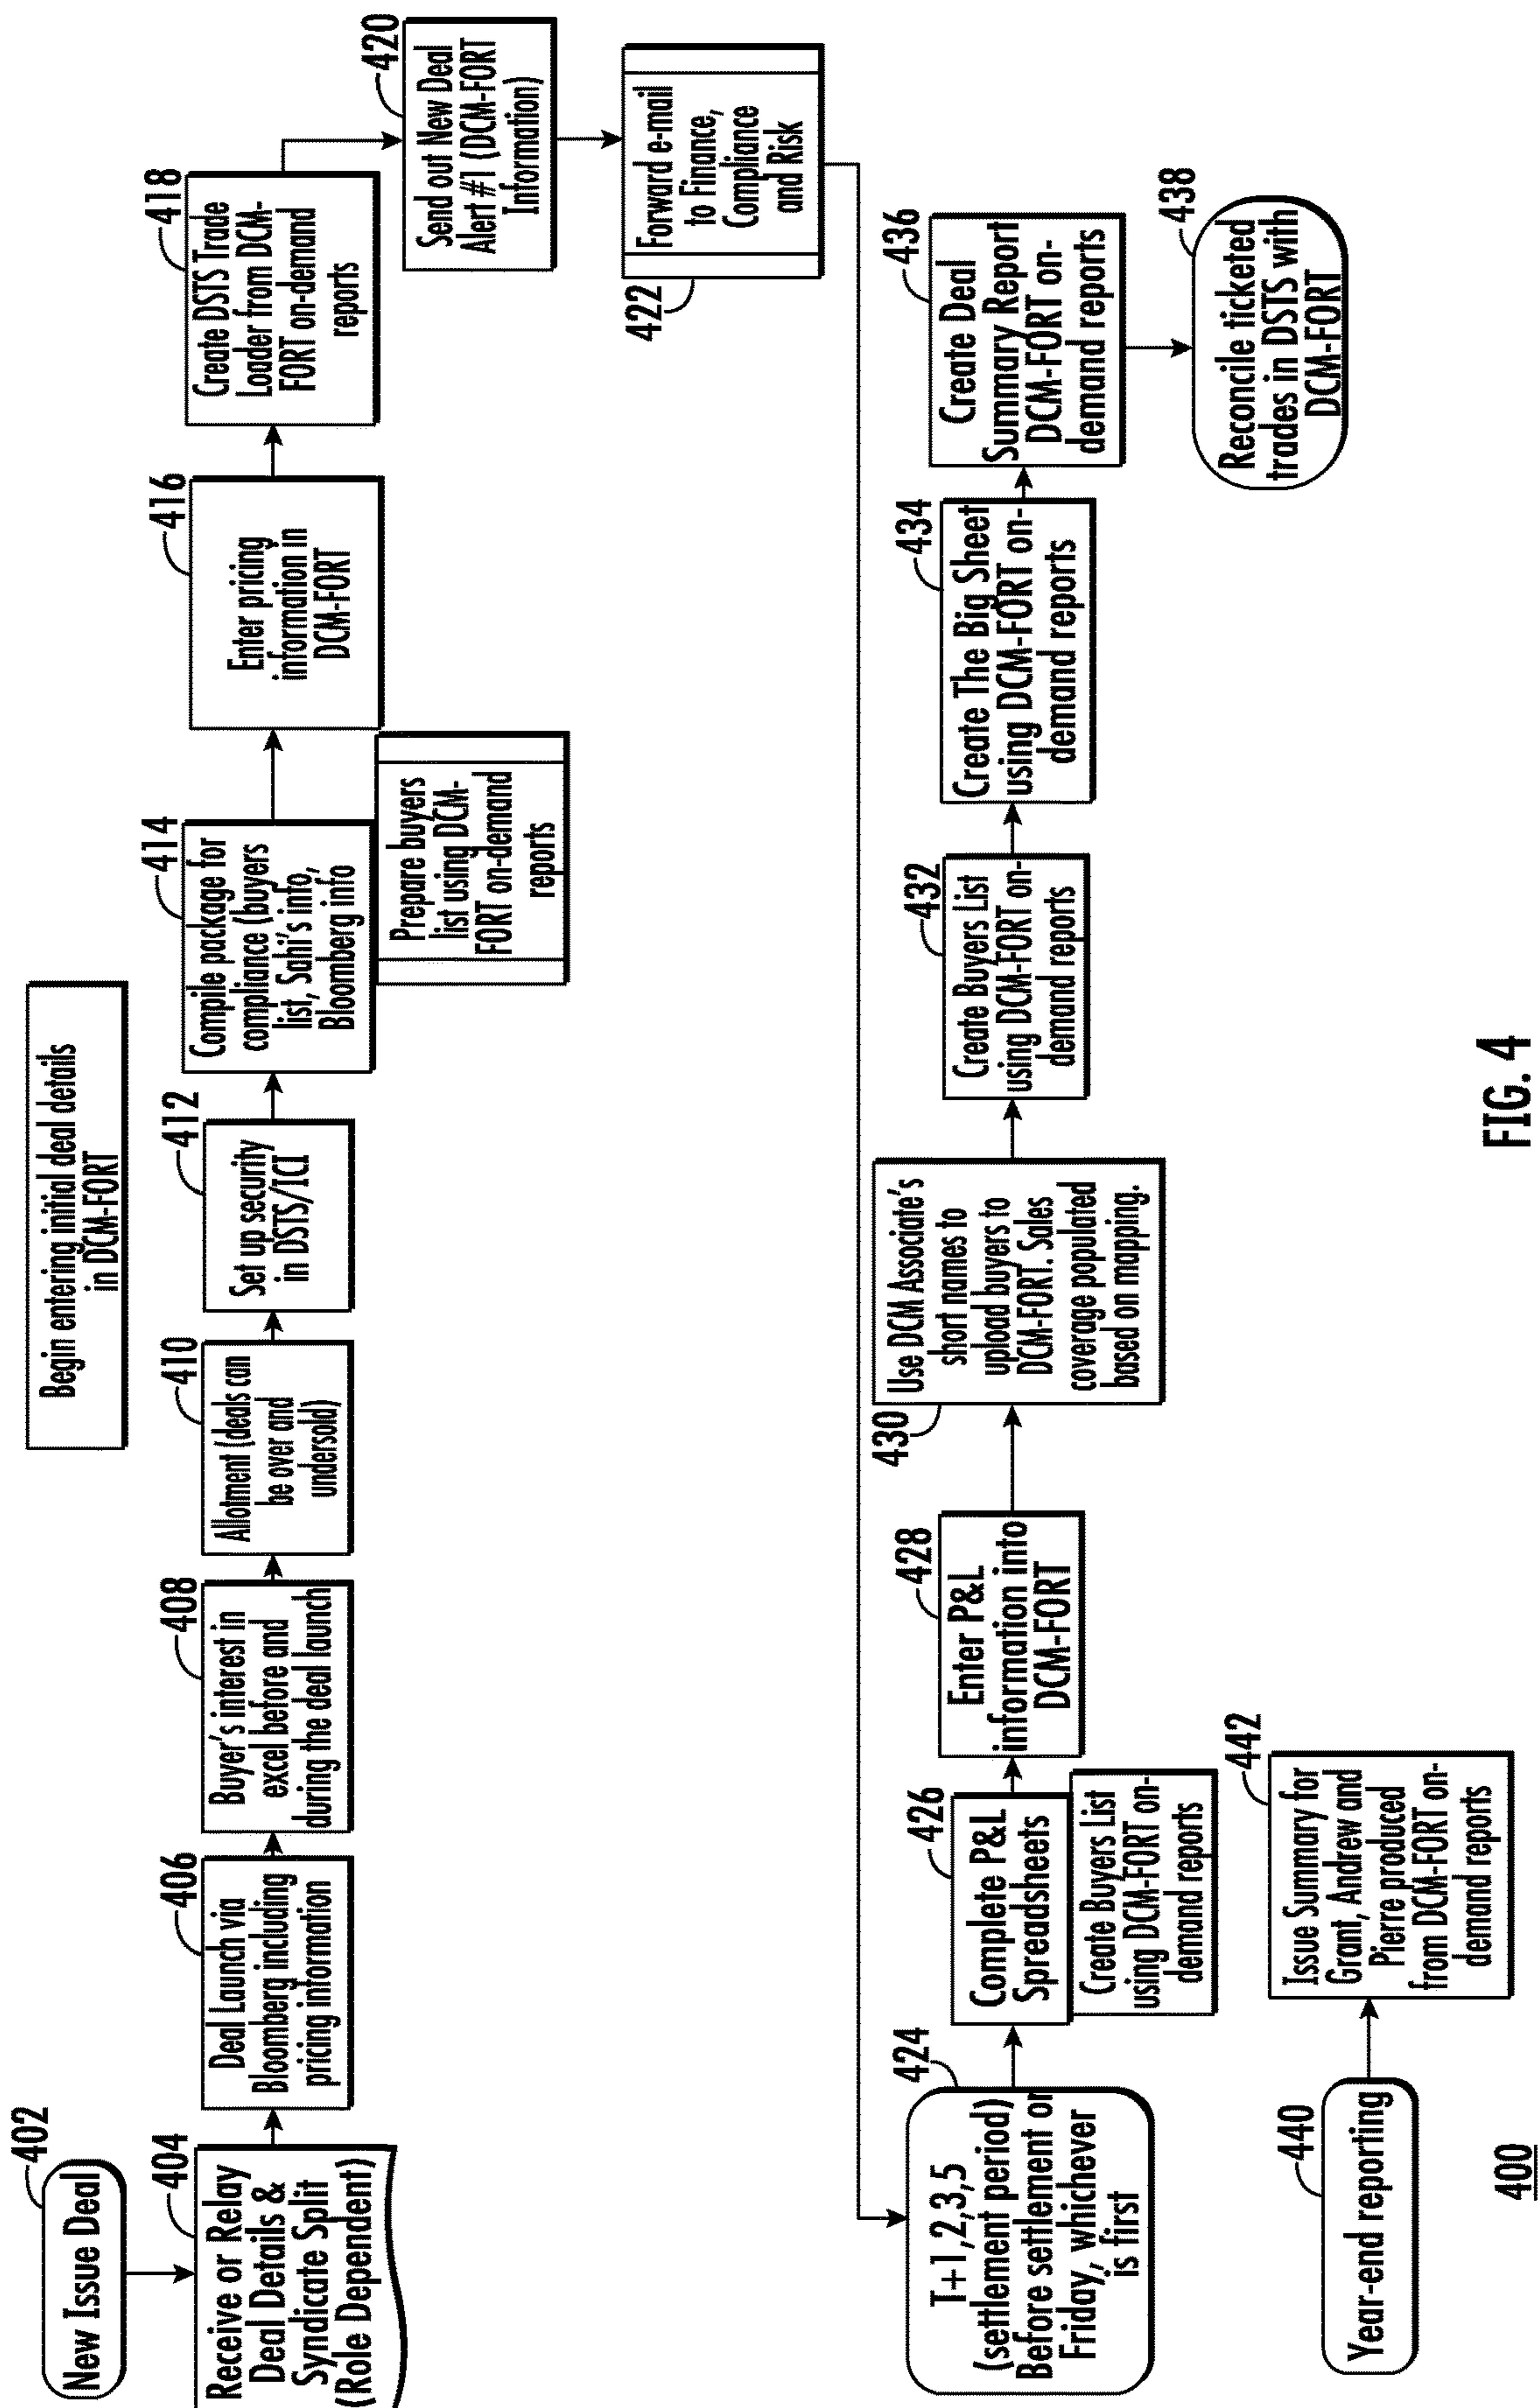 402
New Issue Deal
404
Receive or Relay
Deal Details &
Syndicate Split
(Role Dependent)
406
Deal Launch via
Bloomberg including
pricing information
408
Buyer's interest in
excel before and
during the deal launch
410
Allotment (deals can
be over and
undersold)
Begin entering initial deal details
in DCM-FORT
412
Set up security
in DSTS/ICI
414
Compile package for
compliance (buyers
list, Sahi's info,
Bloomberg info
Prepare buyers
list using DCM-
FORT on-demand
reports
416
Enter pricing
information in
DCM-FORT
418
Create DSTS Trade
Loader from DCM-
FORT on-demand
reports
420
Send out New Deal
Alert #1 (DCM-FORT
Information)
422
Forward e-mail
to Finance,
Compliance
and Risk
424
T+1,2,3,5
(settlement period)
Before settlement or
Friday, whichever
is first
426
Complete P&L
Spreadsheets
Create Buyers List
using DCM-FORT on-
demand reports
428
Enter P&L
information into
DCM-FORT
430
Use DCM Associate's
short names to
upload buyers to
DCM-FORT. Sales
coverage populated
based on mapping.
432
Create Buyers List
using DCM-FORT on-
demand reports
434
Create The Big Sheet
using DCM-FORT on-
demand reports
436
Create Deal
Summary Report
DCM-FORT on-
demand reports
438
Reconcile ticketed
trades in DSTS with
DCM-FORT
440
Year-end reporting
442
Issue Summary for
Grant, Andrew and
Pierre produced
from DCM-FORT on-
demand reports
400
FIG. 4